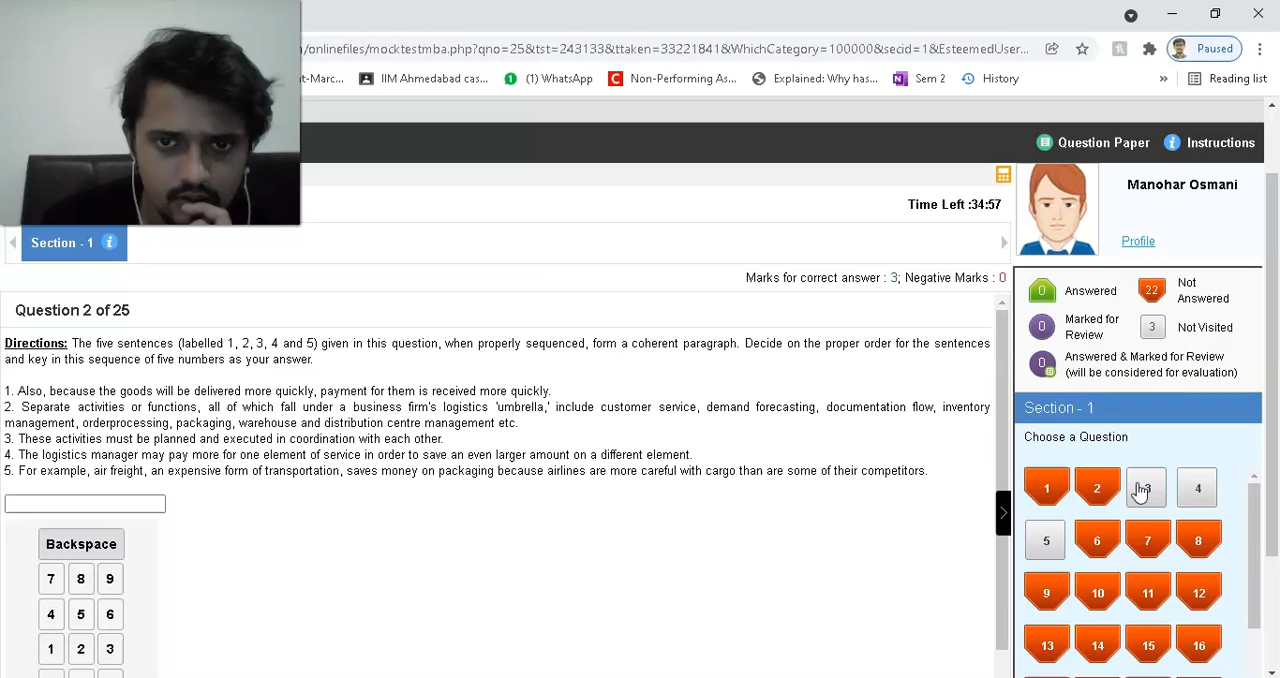 /onlinefiles/mocktestmba.php?qno=25&tst=243133&ttaken=33221841&WhichCategory=100000&secid=1&EsteemedUser...
Paused
t-Marc...
IIM Ahmedabad cas...
(1) WhatsApp
Non-Performing As...
Explained: Why has...
Sem 2
History
»
Reading list
Question Paper
Instructions
Manohar Osmani
Time Left :34:57
Section - 1
Profile
Marks for correct answer : 3; Negative Marks : 0
0 Answered
22 Not Answered
0 Marked for Review
3 Not Visited
0 Answered & Marked for Review (will be considered for evaluation)
Question 2 of 25
Directions: The five sentences (labelled 1, 2, 3, 4 and 5) given in this question, when properly sequenced, form a coherent paragraph. Decide on the proper order for the sentences
and key in this sequence of five numbers as your answer.
1. Also, because the goods will be delivered more quickly, payment for them is received more quickly.
2. Separate activities or functions, all of which fall under a business firm's logistics 'umbrella,' include customer service, demand forecasting, documentation flow, inventory
management, orderprocessing, packaging, warehouse and distribution centre management etc.
3. These activities must be planned and executed in coordination with each other.
4. The logistics manager may pay more for one element of service in order to save an even larger amount on a different element.
5. For example, air freight, an expensive form of transportation, saves money on packaging because airlines are more careful with cargo than are some of their competitors.
Section - 1
Choose a Question
1 2 3 4
5 6 7 8
9 10 11 12
13 14 15 16
Backspace
7 8 9
4 5 6
1 2 3